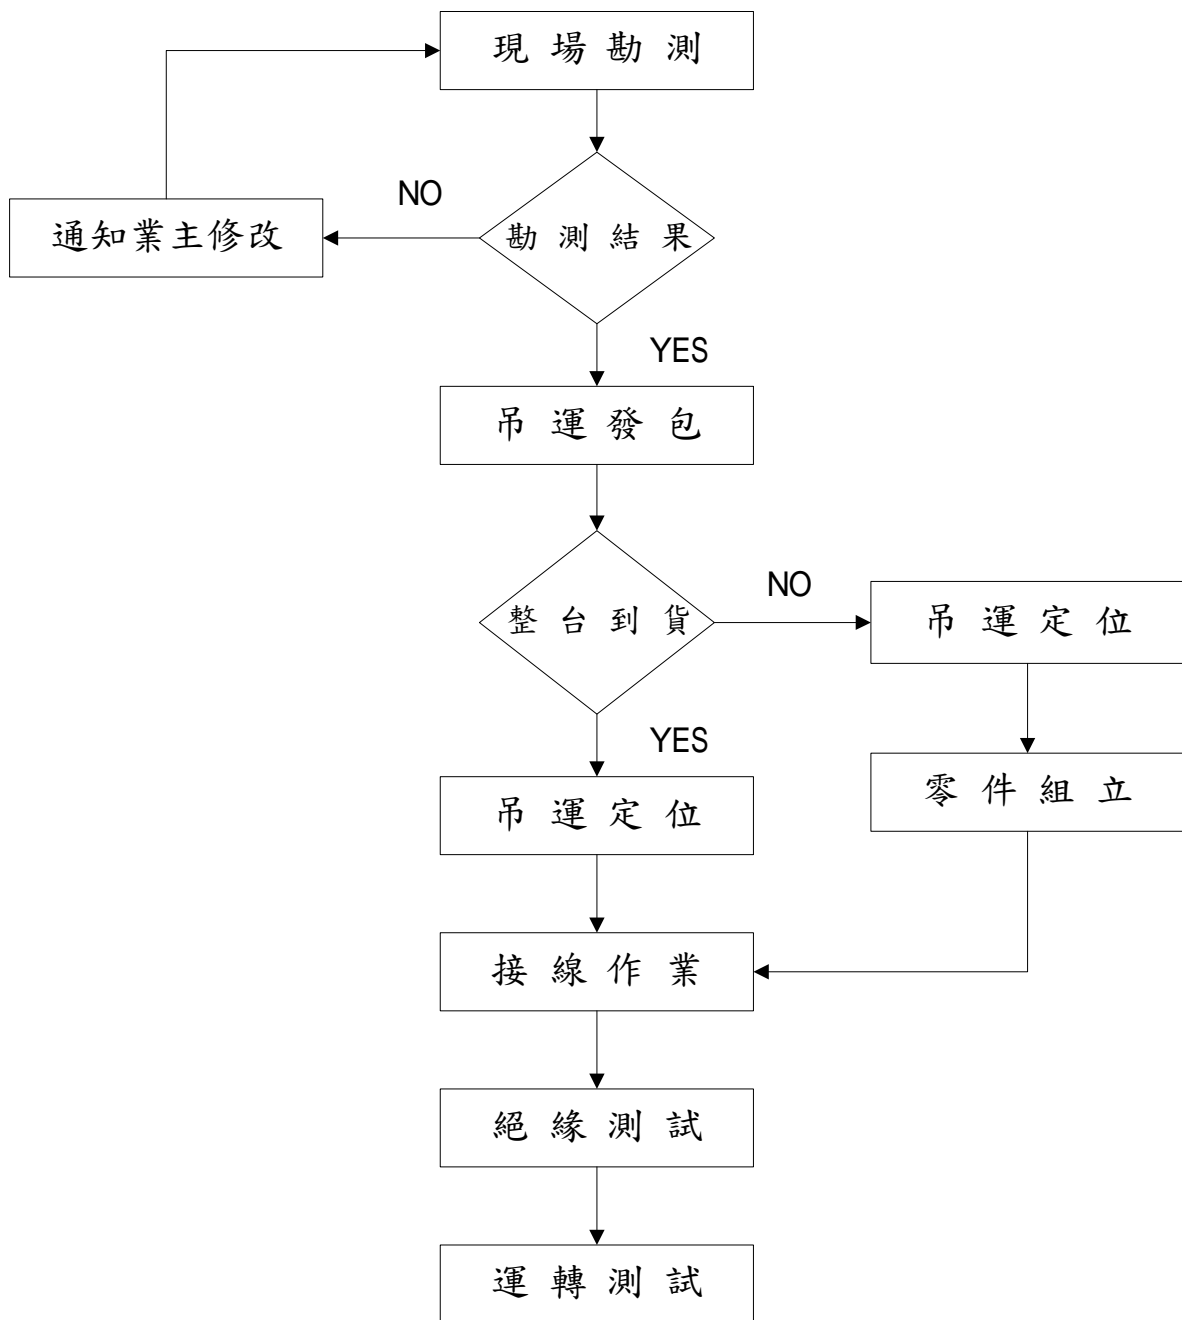 現場勘測
NO
通知業主修改
勘測結果
YES
吊運發包
整台到貨
NO
吊運定位
YES
零件組立
吊運定位
接線作業
絕緣測試
運轉測試